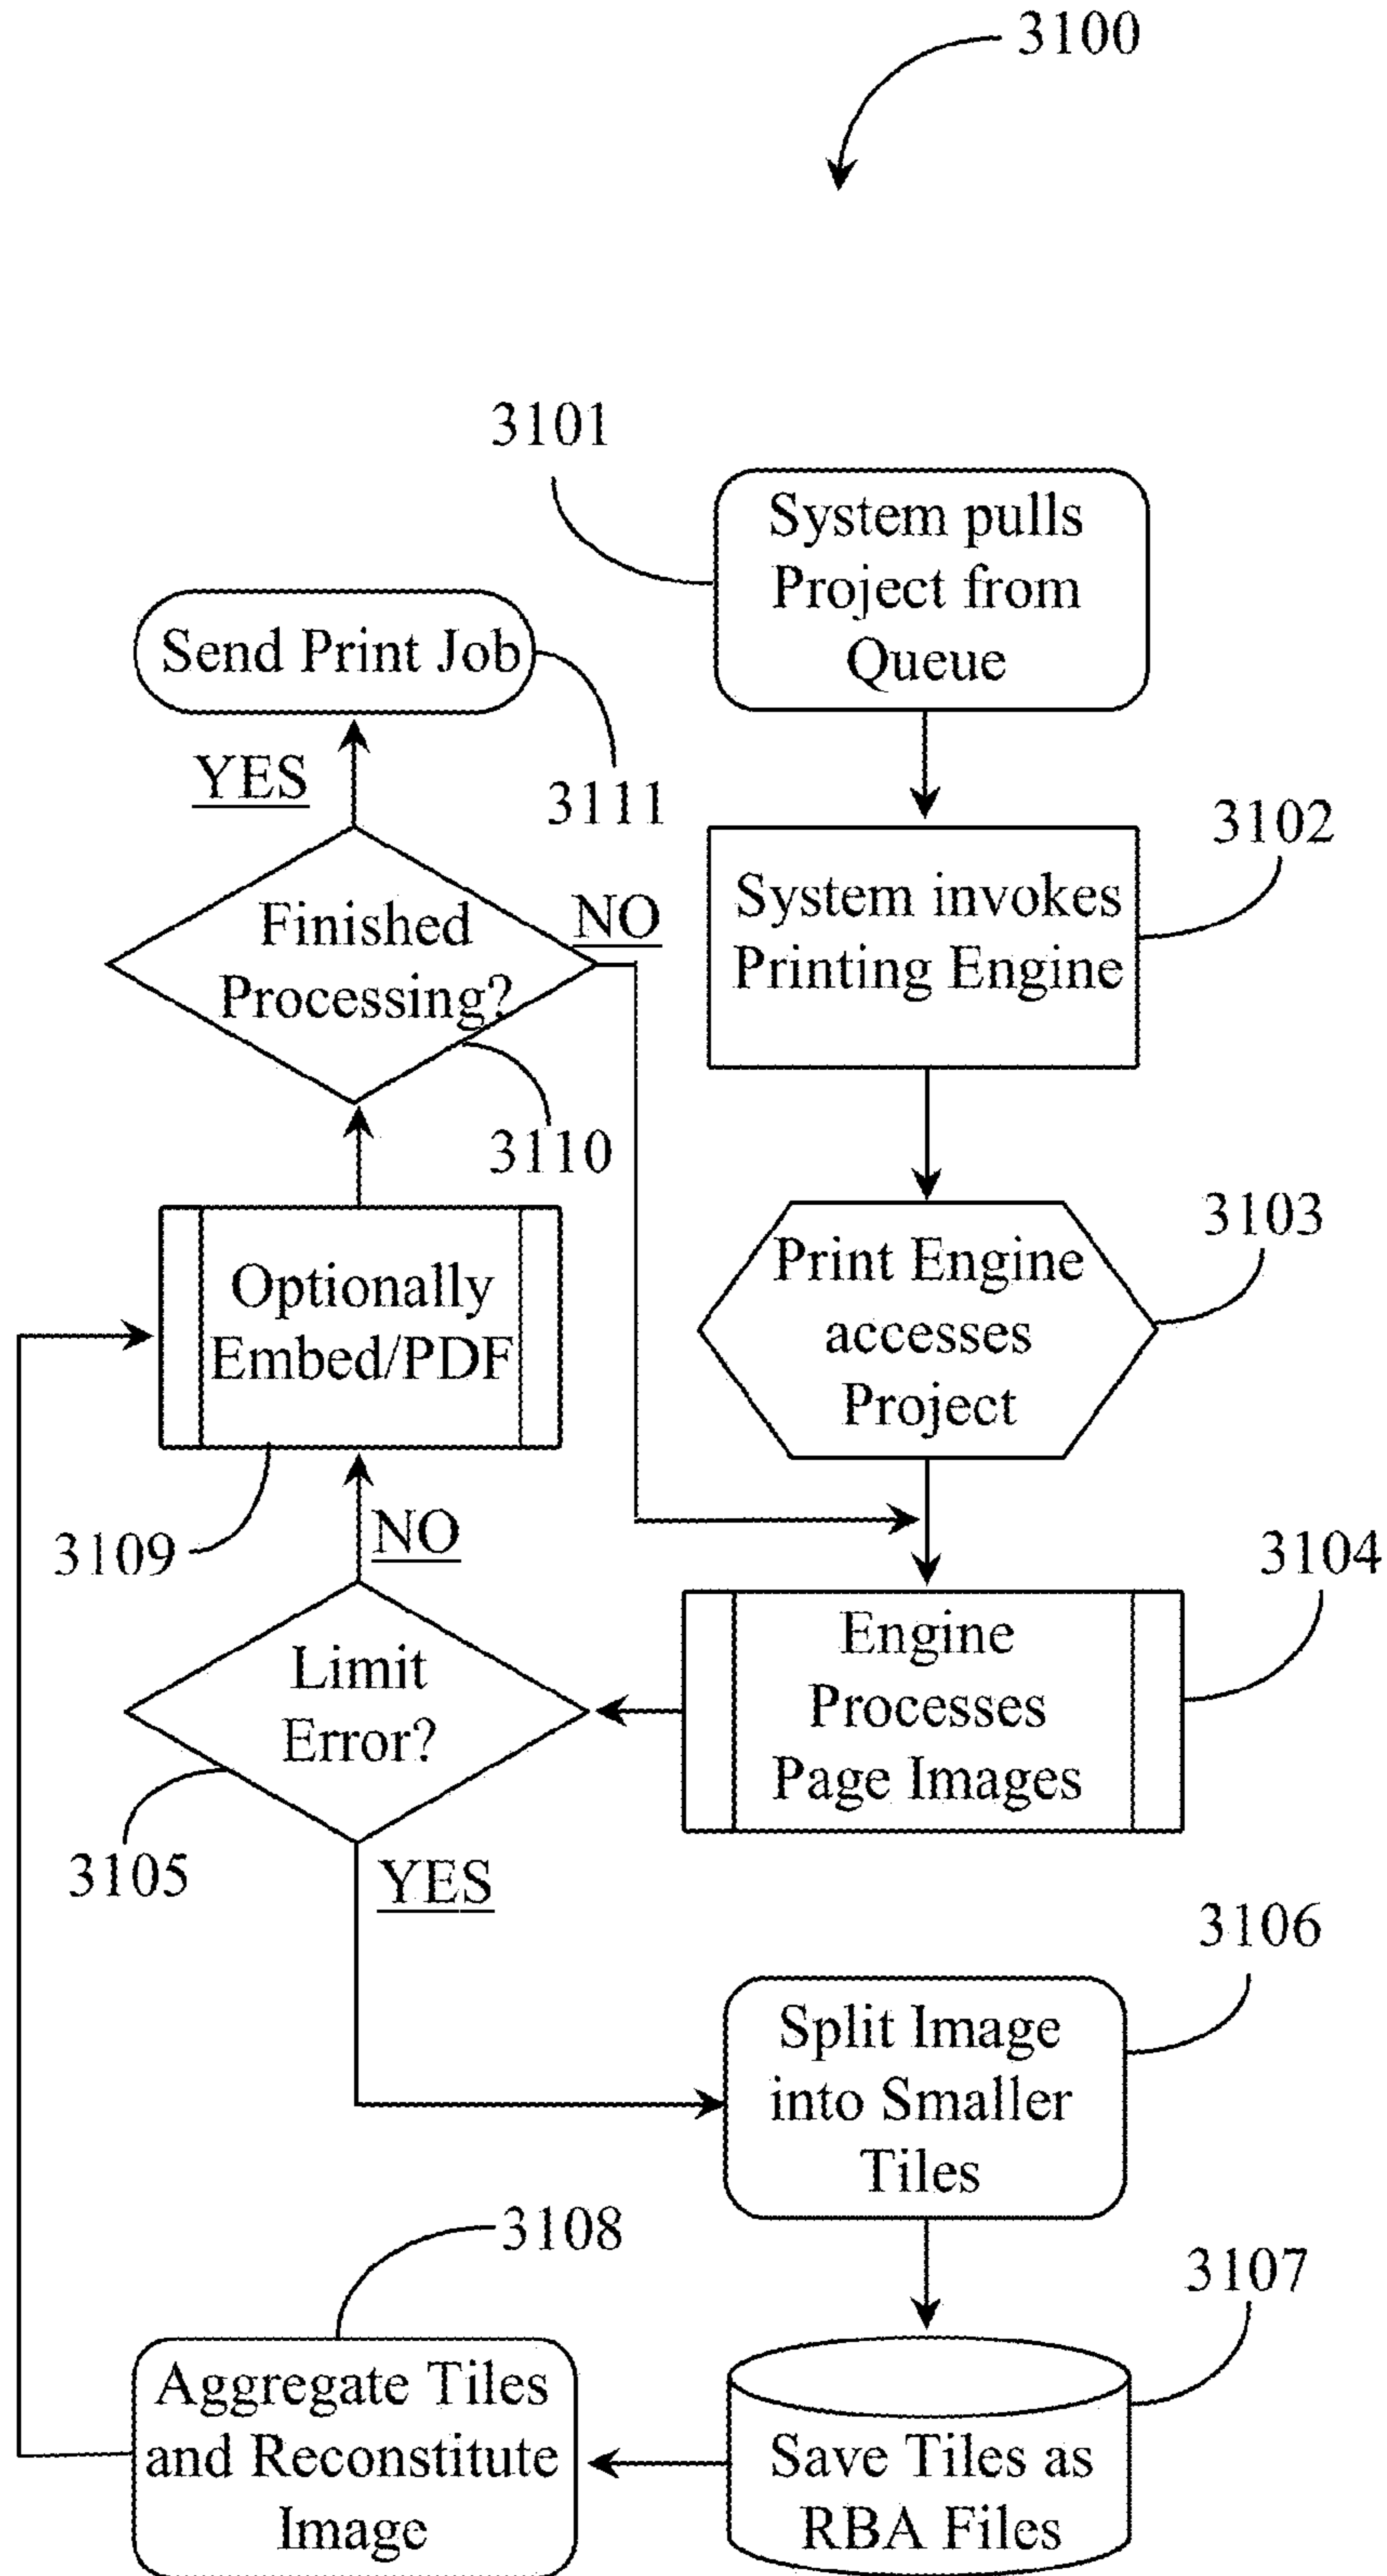 3100
3101
System pulls
Project from
Queue
Send Print Job
YES
3111
3102
System invokes
Printing Engine
Finished
Processing?
NO
3110
3103
Print Engine
accesses
Project
Optionally
Embed/PDF
3109
NO
3104
Engine
Processes
Page Images
Limit
Error?
3105
YES
3106
Split Image
into Smaller
Tiles
3108
3107
Aggregate Tiles
and Reconstitute
Image
Save Tiles as
RBA Files